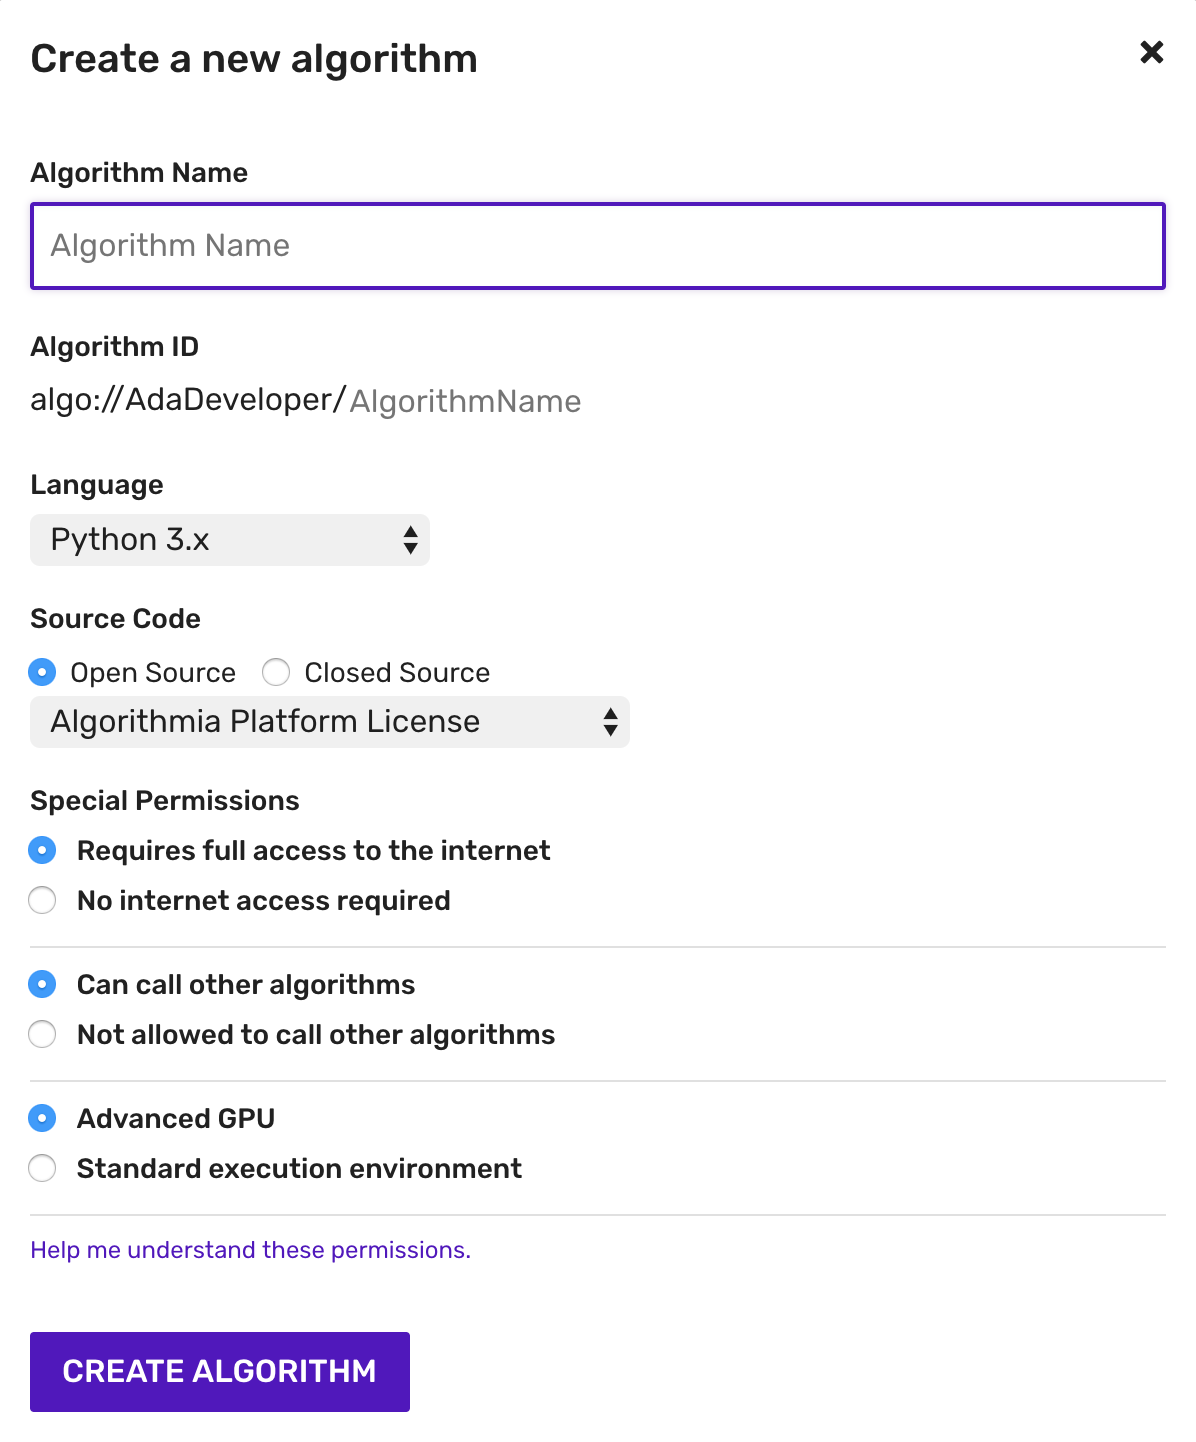 Create a new algorithm
Algorithm Name
Algorithm Name
Algorithm ID
algo://AdaDeveloper/AlgorithmName
Language
Python 3.x
Source Code
Open Source Closed Source
Algorithmia Platform License
Special Permissions
Requires full access to the internet
No internet access required
Can call other algorithms
Not allowed to call other algorithms
Advanced GPU
Standard execution environment
Help me understand these permissions.
CREATE ALGORITHM